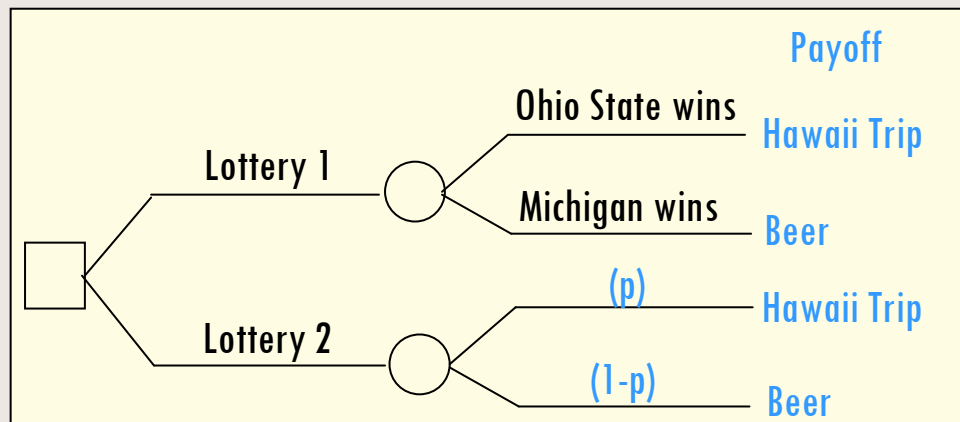 Payoff
Ohio State wins
Hawaii Trip
Lottery 1
Michigan wins
Beer
(p)
Hawaii Trip
Lottery 2
(1-p)
Beer